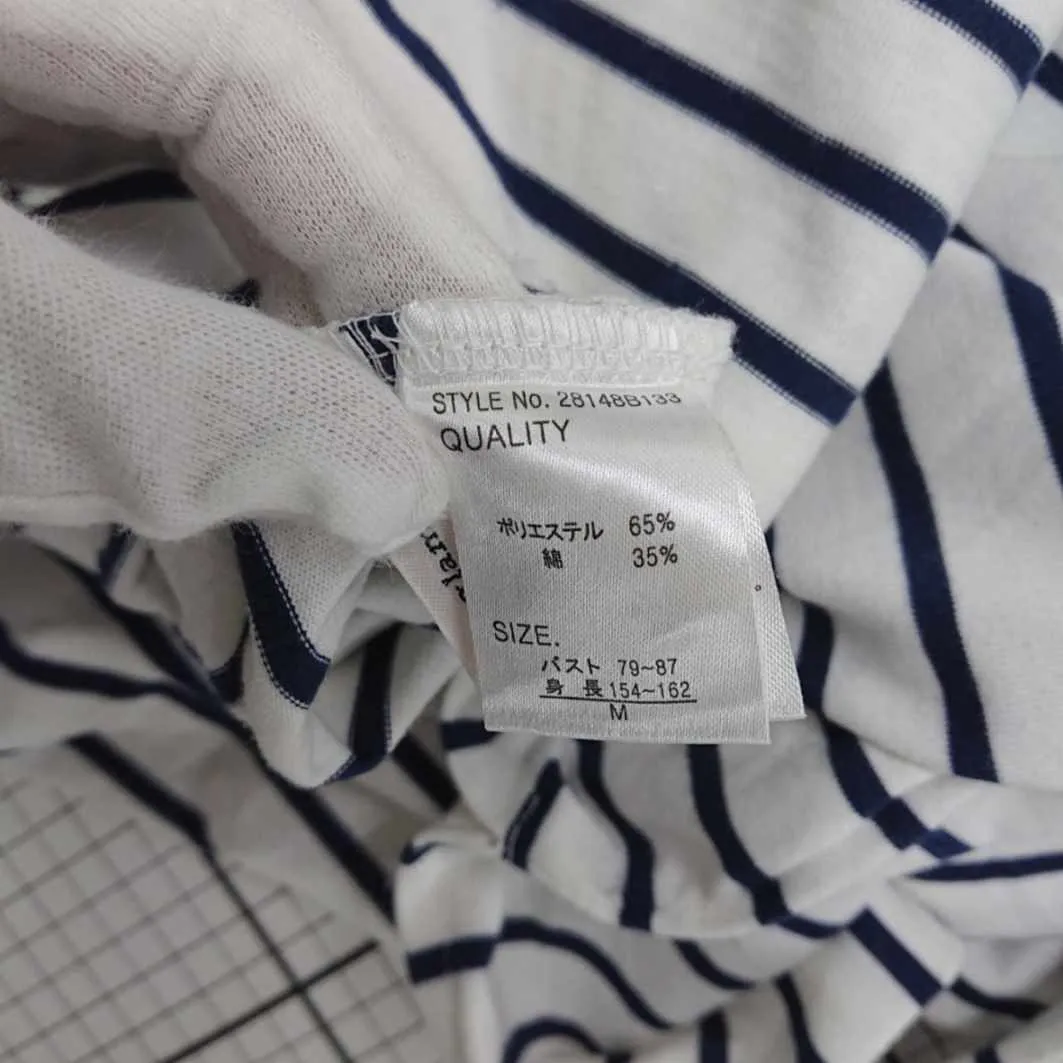 STYLE No. 28148B133
QUALITY
ポリエステル 65%
綿 35%
SIZE.
バスト 79~87
身 長 154~162
M